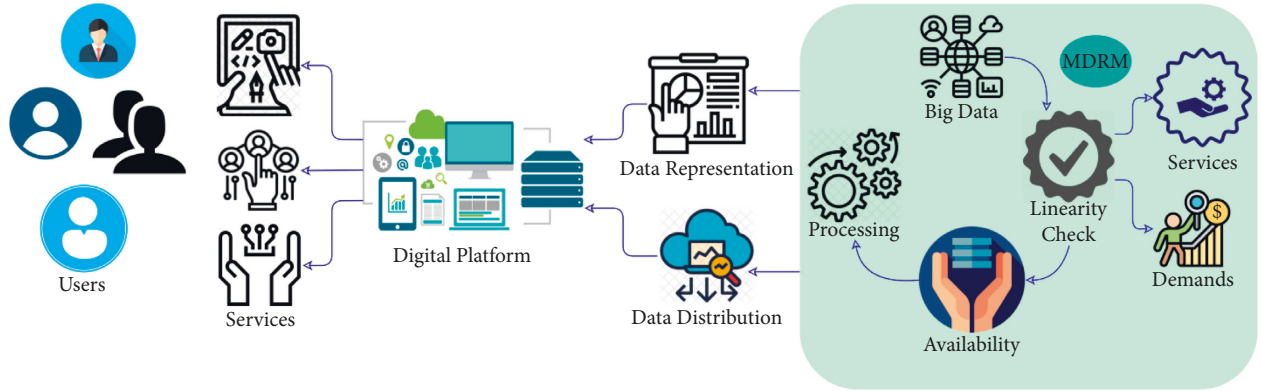 Users
Services
Digital Platform
Data Representation
Data Distribution
MDRM
Big Data
Services
Linearity
Check
Processing
Demands
Availability